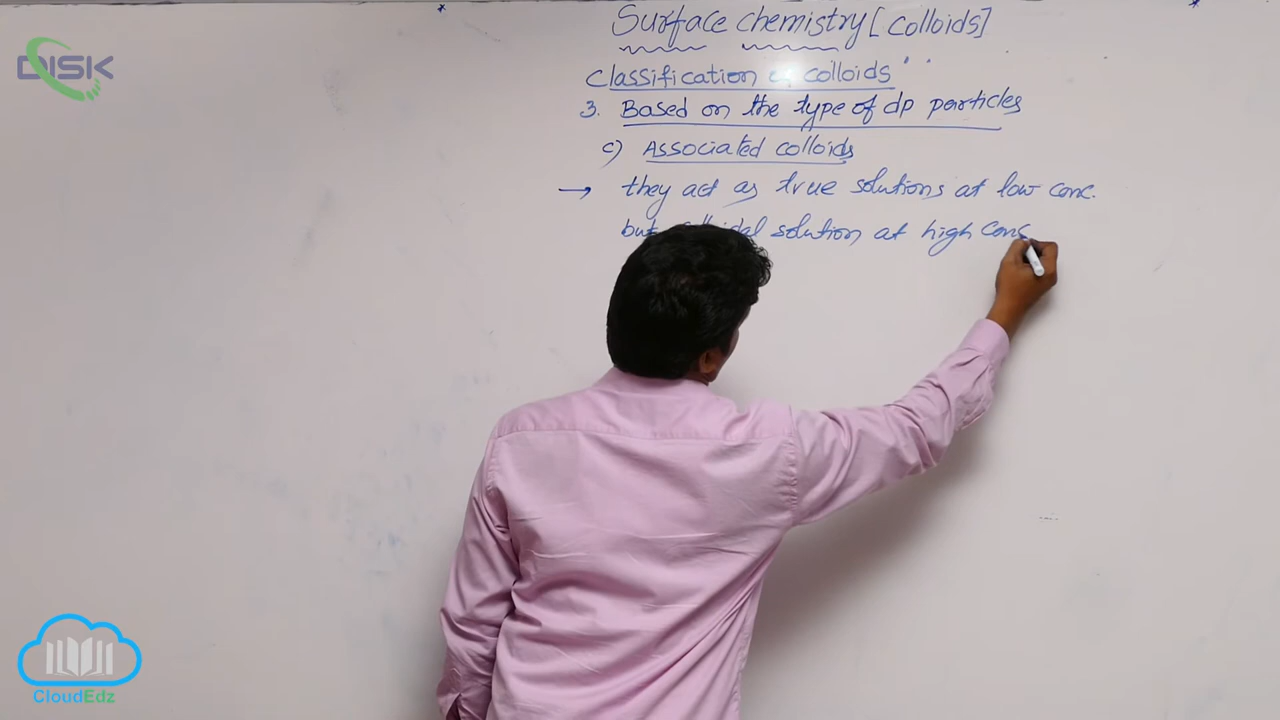 Surface chemistry [Colloids]
Classification of colloids
3. Based on the type of dp particles
c) Associated colloids
→ they act as true solutions at low conc.
but colloidal solution at high conc
DISK
CloudEdz